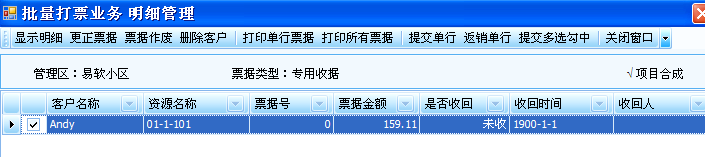 批量打票业务 明细管理
显示明细 更正票据 票据作废 删除客户 打印单行票据 打印所有票据 提交单行 返销单行 提交多选勾中 关闭窗口
管理区：易软小区 票据类型：专用收据 √项目合成
客户名称 资源名称 票据号 票据金额 是否收回 收回时间 收回人
Andy 01-1-101 0 159.11 未收 1900-1-1